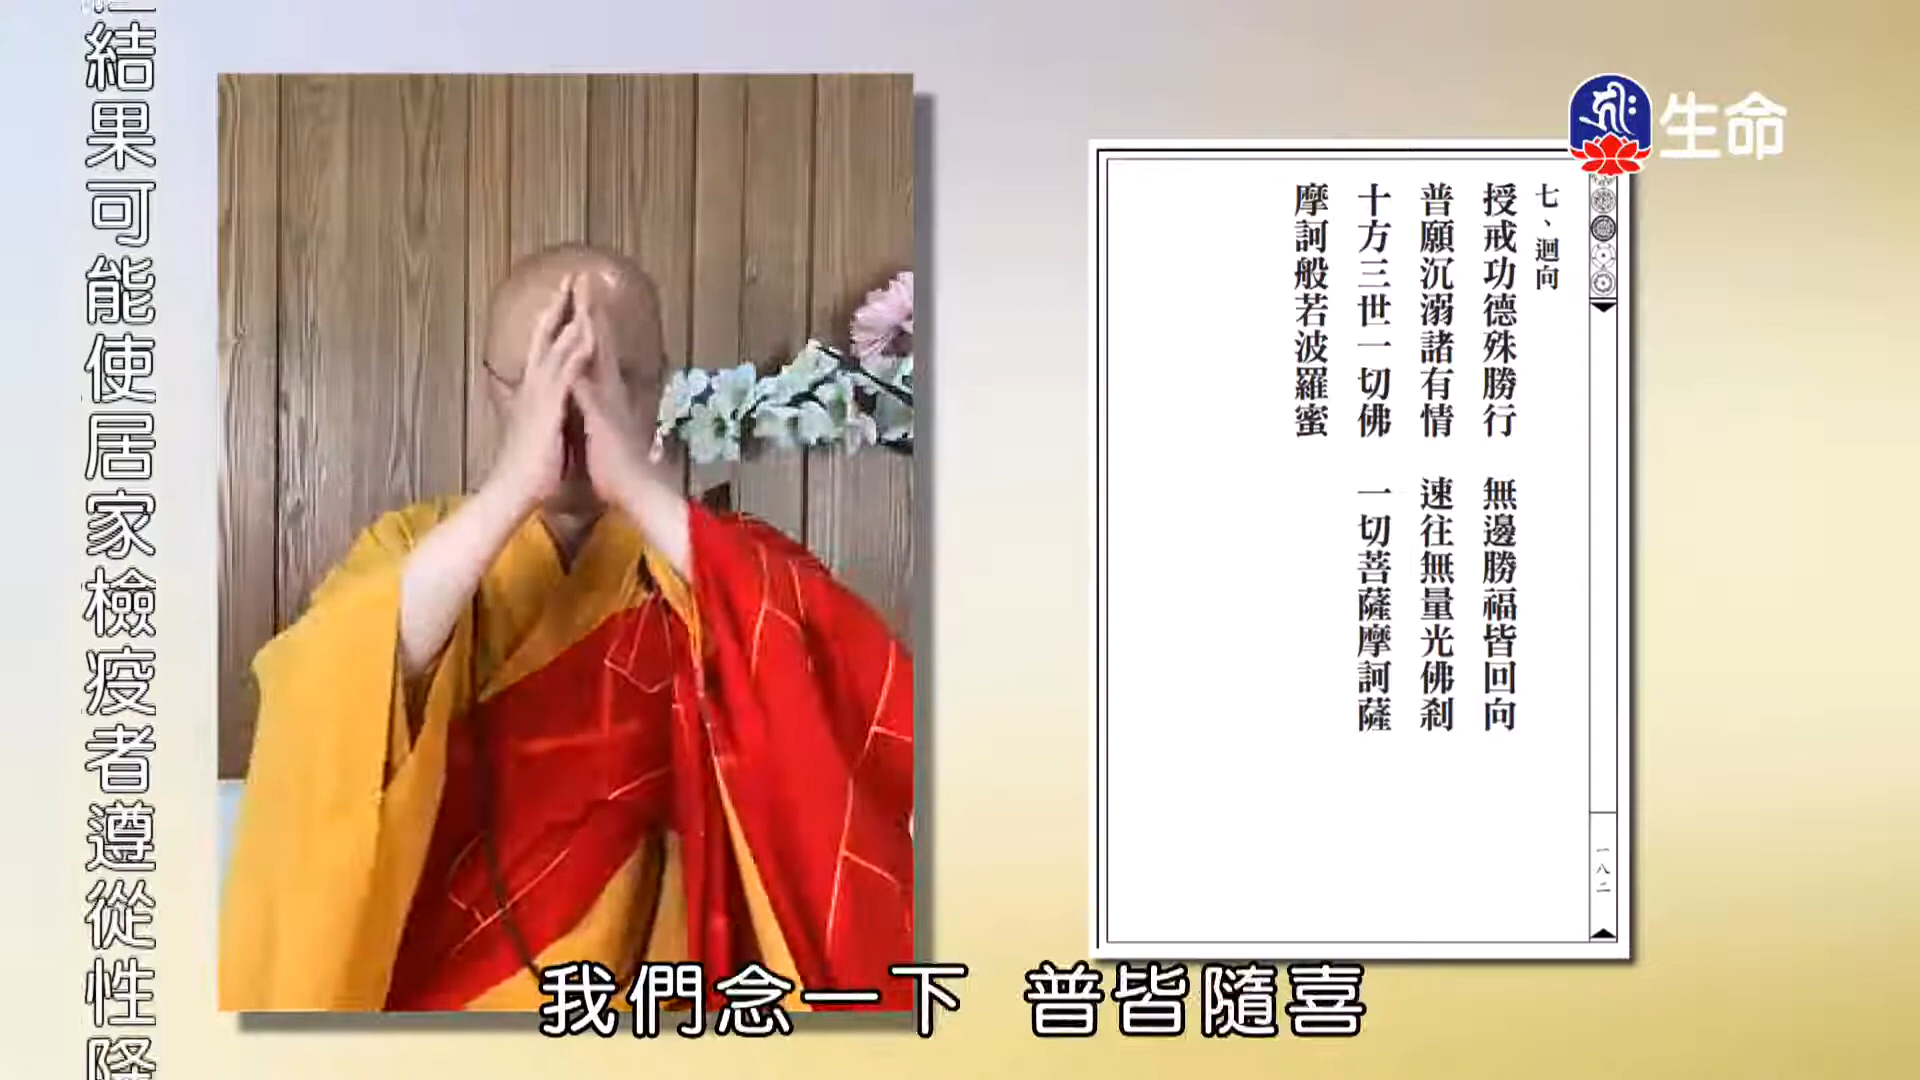 結果可能使居家檢疫者遵從性降
生命
七、迴向
授戒功德殊勝行　無邊勝福皆回向
普願沉溺諸有情　速往無量光佛剎
十方三世一切佛　一切菩薩摩訶薩
摩訶般若波羅蜜
一八二
我們念一下　普皆隨喜